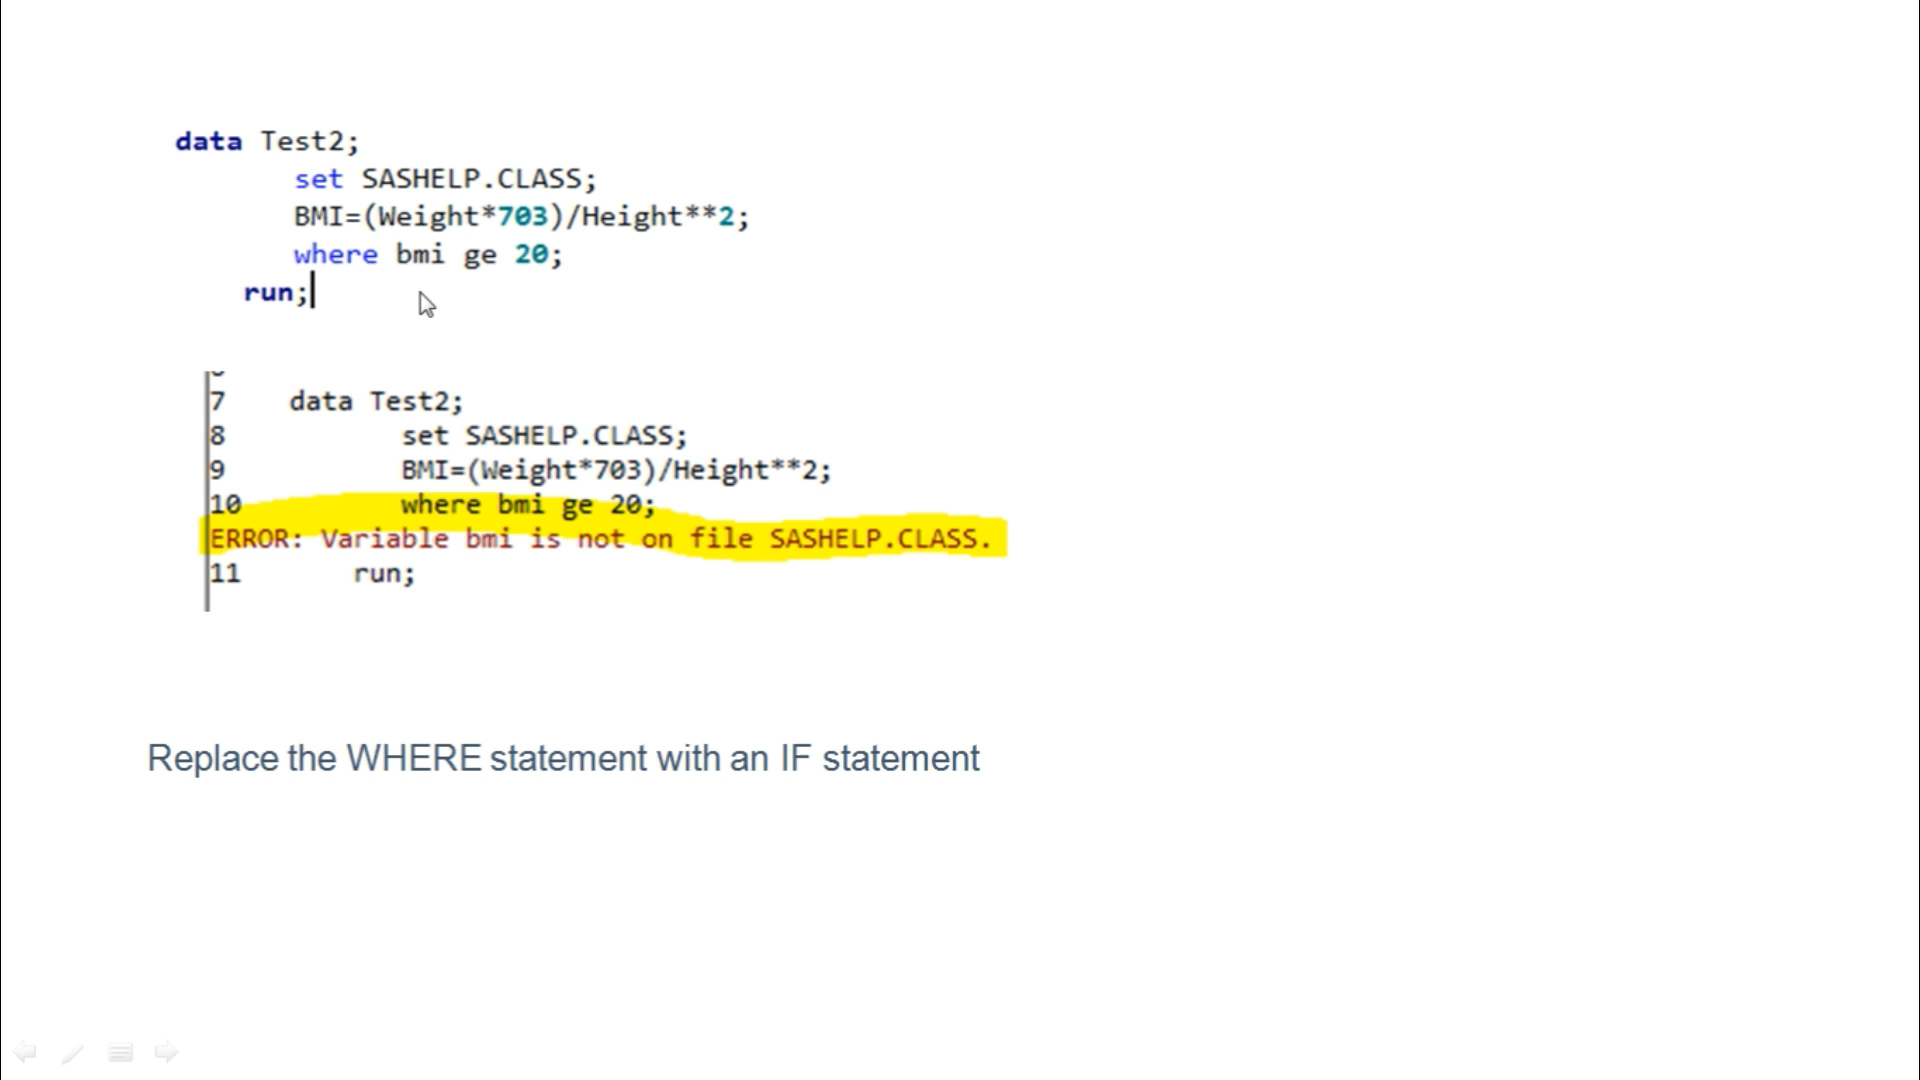 data Test2;
set SASHELP.CLASS;
BMI=(Weight*703)/Height**2;
where bmi ge 20;
run;
7 data Test2;
8 set SASHELP.CLASS;
9 BMI=(Weight*703)/Height**2;
10 where bmi ge 20;
ERROR: Variable bmi is not on file SASHELP.CLASS.
11 run;
Replace the WHERE statement with an IF statement